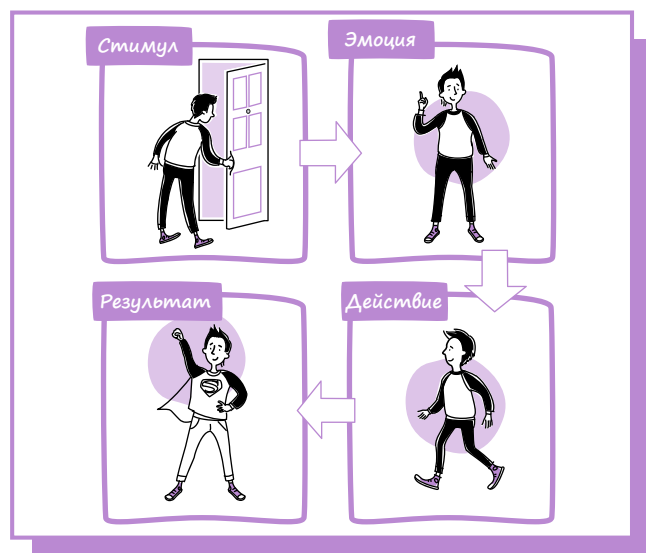 Стимул
Эмоция
Результат
Действие